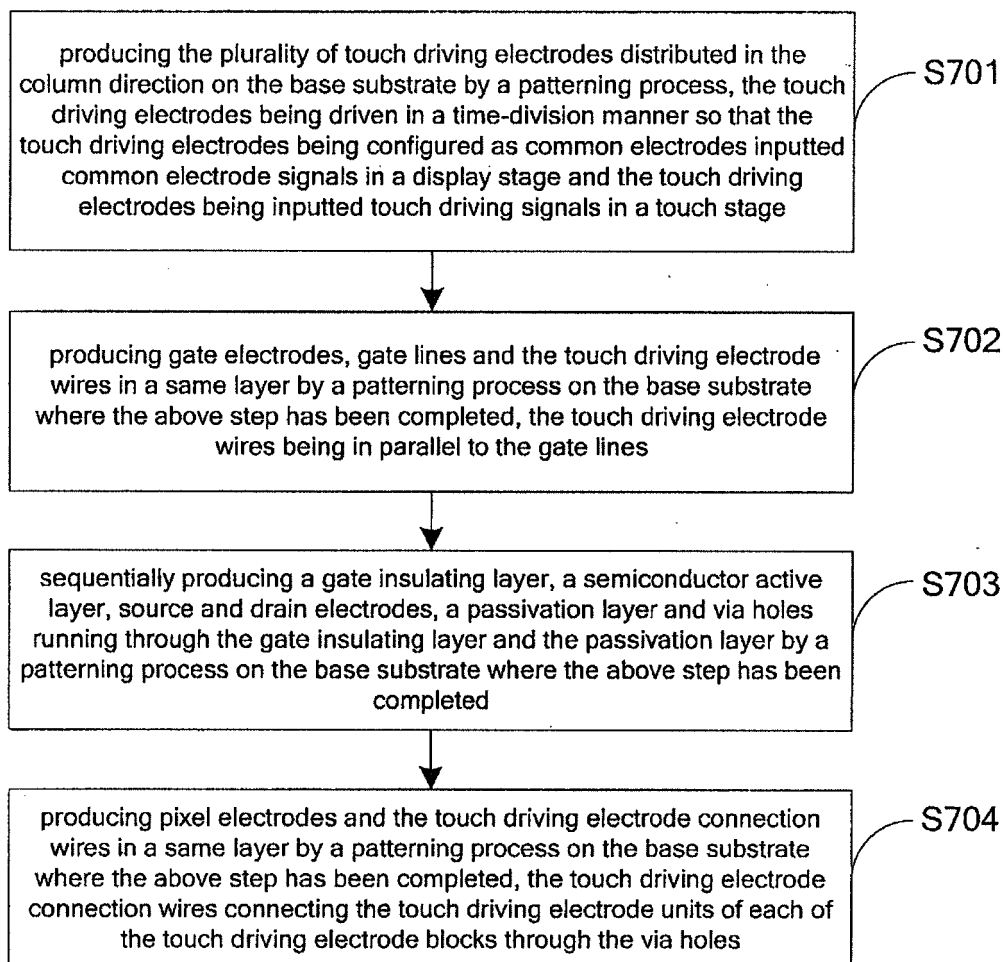 producing the plurality of touch driving electrodes distributed in the
column direction on the base substrate by a patterning process, the touch
driving electrodes being driven in a time-division manner so that the
touch driving electrodes being configured as common electrodes inputted
common electrode signals in a display stage and the touch driving
electrodes being inputted touch driving signals in a touch stage
S701
producing gate electrodes, gate lines and the touch driving electrode
wires in a same layer by a patterning process on the base substrate
where the above step has been completed, the touch driving electrode
wires being in parallel to the gate lines
S702
sequentially producing a gate insulating layer, a semiconductor active
layer, source and drain electrodes, a passivation layer and via holes
running through the gate insulating layer and the passivation layer by a
patterning process on the base substrate where the above step has been
completed
S703
producing pixel electrodes and the touch driving electrode connection
wires in a same layer by a patterning process on the base substrate
where the above step has been completed, the touch driving electrode
connection wires connecting the touch driving electrode units of each of
the touch driving electrode blocks through the via holes
S704